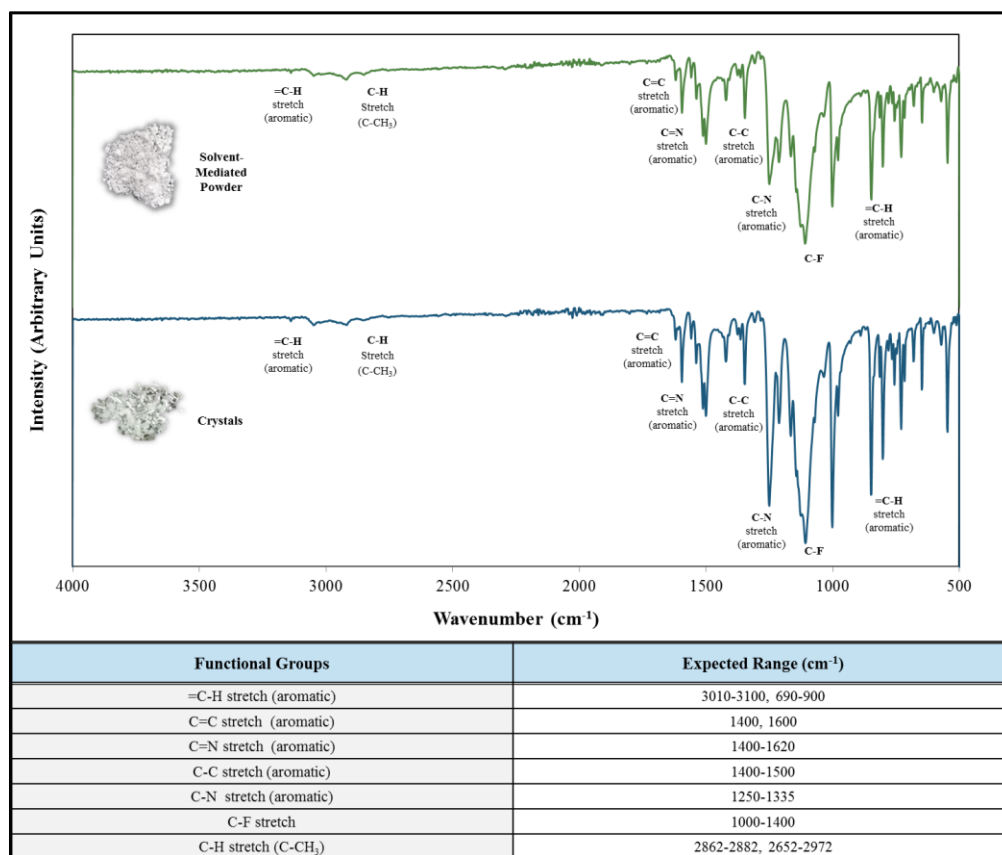 =C-H
stretch
(aromatic)
C-H
Stretch
(C-CH₃)
C=C
stretch
(aromatic)
C=N
stretch
(aromatic)
C-C
stretch
(aromatic)
Solvent-
Mediated
Powder
C-N
stretch
(aromatic)
=C-H
stretch
(aromatic)
C-F
Intensity (Arbitrary Units)
=C-H
stretch
(aromatic)
C-H
Stretch
(C-CH₃)
C=C
stretch
(aromatic)
C=N
stretch
(aromatic)
C-C
stretch
(aromatic)
Crystals
=C-H
stretch
(aromatic)
C-N
stretch
(aromatic)
C-F
4000 3500 3000 2500 2000 1500 1000 500
Wavenumber (cm⁻¹)
Functional Groups Expected Range (cm⁻¹)
=C-H stretch (aromatic) 3010-3100, 690-900
C=C stretch (aromatic) 1400, 1600
C=N stretch (aromatic) 1400-1620
C-C stretch (aromatic) 1400-1500
C-N stretch (aromatic) 1250-1335
C-F stretch 1000-1400
C-H stretch (C-CH₃) 2862-2882, 2652-2972